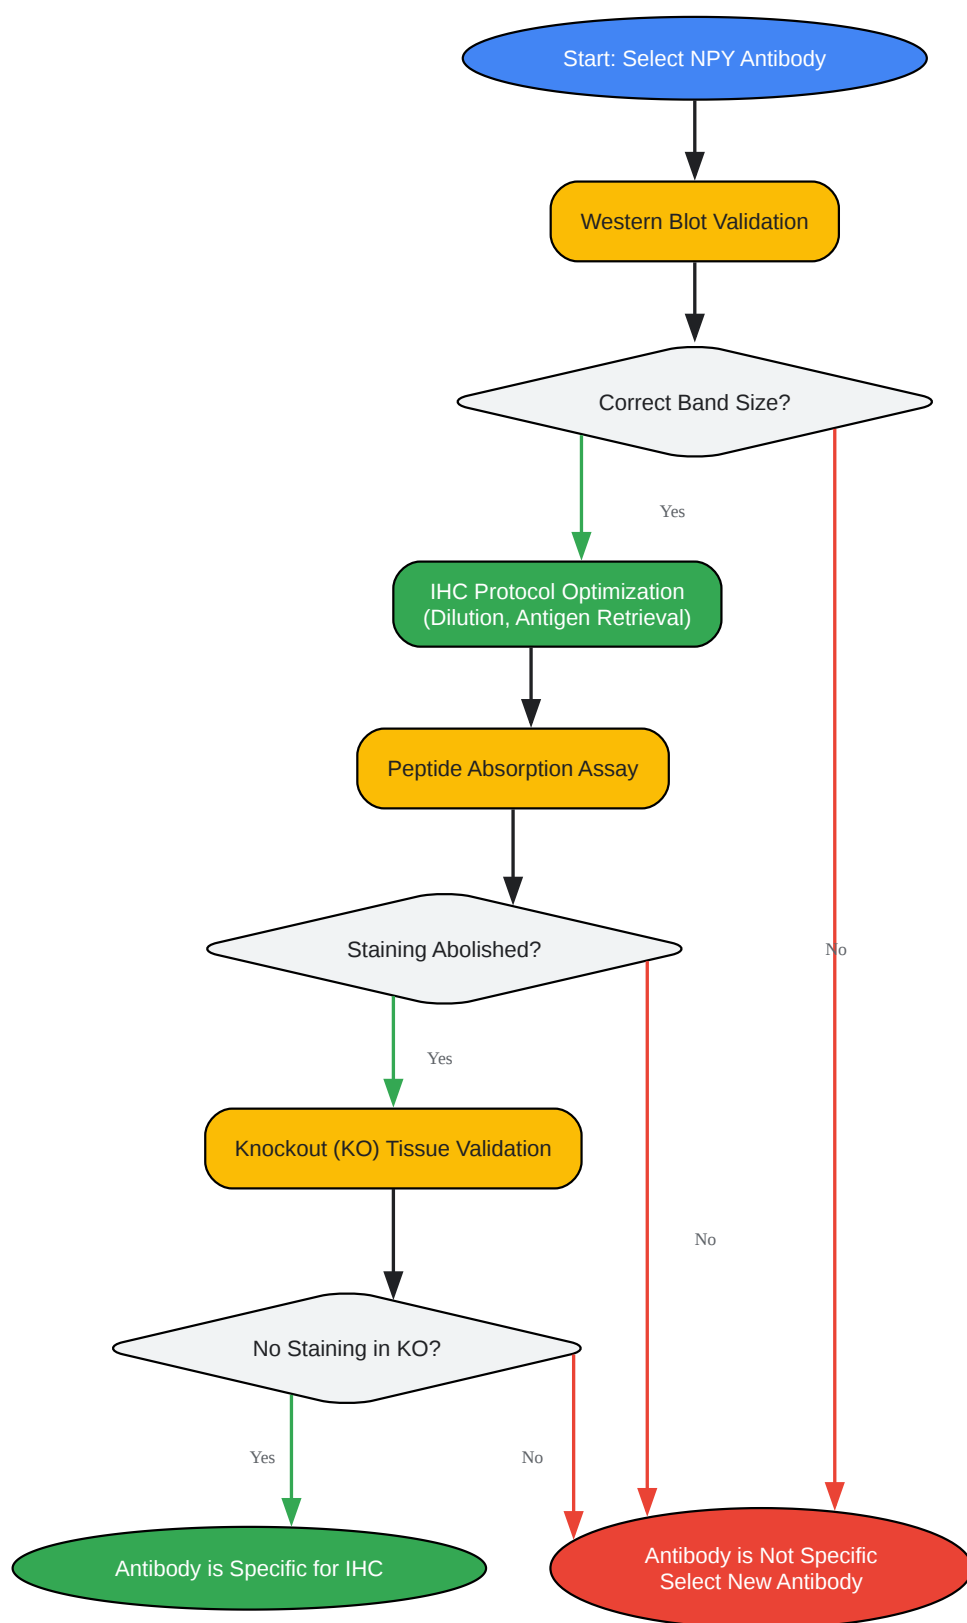 Start: Select NPY Antibody
Western Blot Validation
Correct Band Size?
Yes
IHC Protocol Optimization
(Dilution, Antigen Retrieval)
Peptide Absorption Assay
Staining Abolished?
No
Yes
Knockout (KO) Tissue Validation
No
No Staining in KO?
Yes
No
Antibody is Specific for IHC
Antibody is Not Specific
Select New Antibody